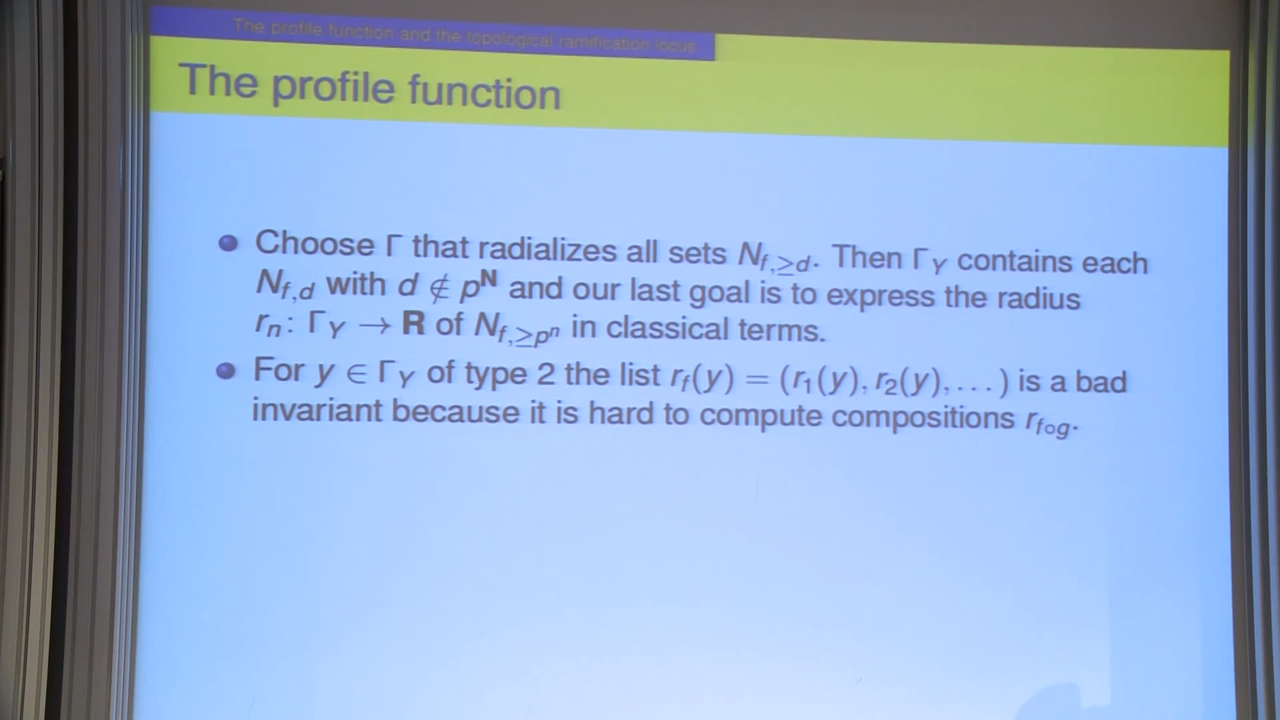 The profile function and the topological ramification locus
The profile function
Choose Γ that radializes all sets N_{f,≥d}. Then Γ_Y contains each
N_{f,d} with d ∉ p^N and our last goal is to express the radius
r_n : Γ_Y → R of N_{f,≥p^n} in classical terms.
For y ∈ Γ_Y of type 2 the list r_f(y) = (r_1(y), r_2(y), . . . ) is a bad
invariant because it is hard to compute compositions r_{f∘g}.